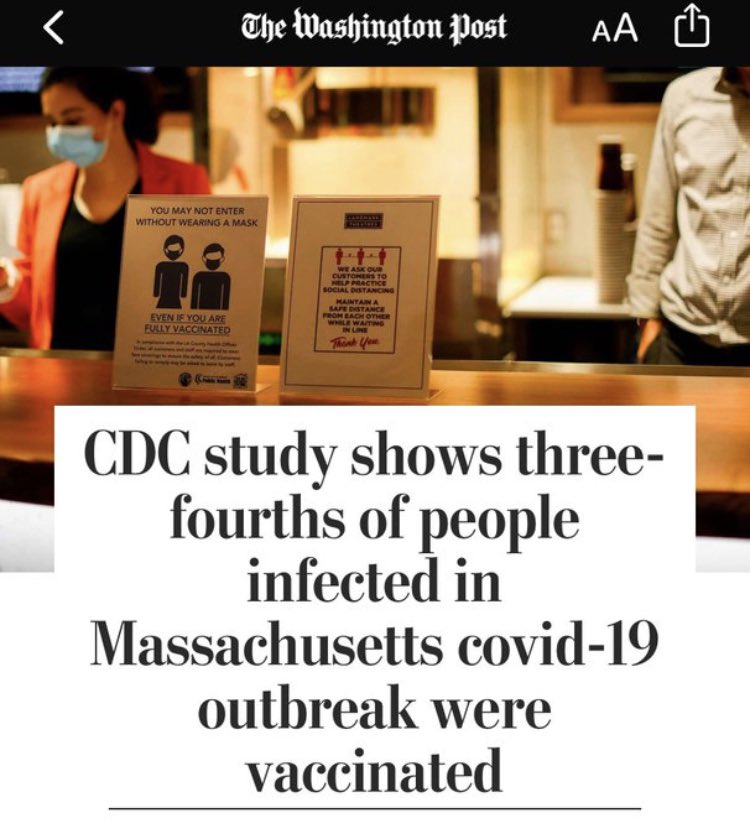 The Washington Post
AA
YOU MAY NOT ENTER
WITHOUT WEARING A MASK
EVEN IF YOU ARE
FULLY VACCINATED
LANDMARK
THEATRES
WE ASK OUR
CUSTOMERS TO
HELP PRACTICE
SOCIAL DISTANCING
MAINTAIN A
SAFE DISTANCE
FROM EACH OTHER
WHILE WAITING
IN LINE
Thank You
CDC study shows three-
fourths of people
infected in
Massachusetts covid-19
outbreak were
vaccinated